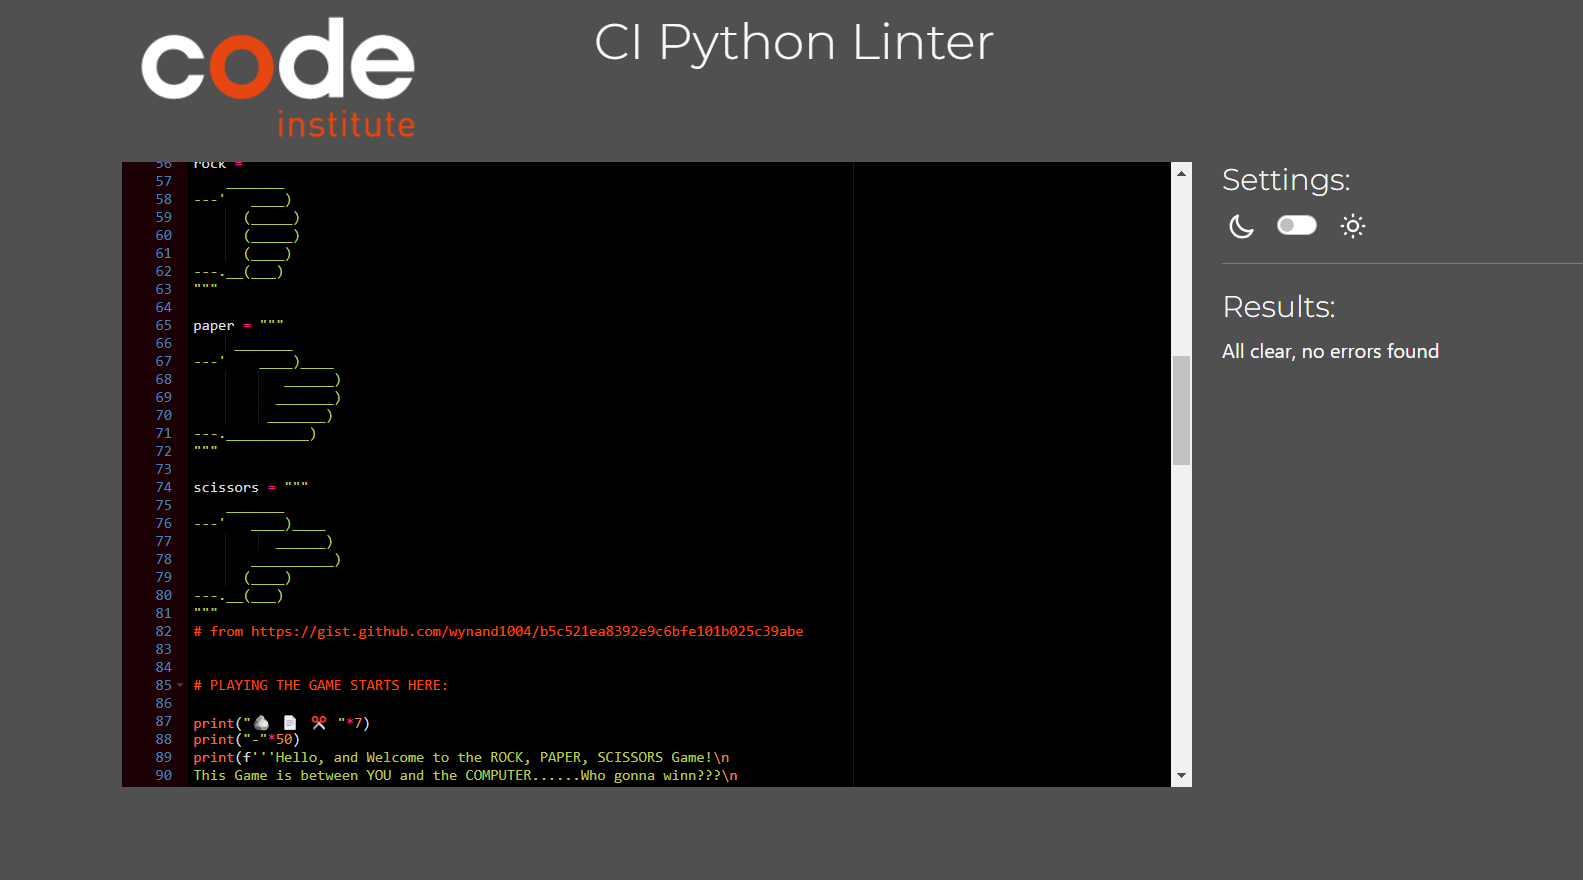 code
institute
CI Python Linter
56 rock =
57     _______
58 ---'   ____)
59       (_____)
60       (_____)
61       (____)
62 ---.__(___)
63 """
64
65 paper = """
66      _______
67 ---'    ____)____
68            ______)
69           _______)
70          _______)
71 ---.__________)
72 """
73
74 scissors = """
75     _______
76 ---'   ____)____
77           ______)
78        __________)
79       (____)
80 ---.__(___)
81 """
82 # from https://gist.github.com/wynand1004/b5c521ea8392e9c6bfe101b025c39abe
83
84
85 # PLAYING THE GAME STARTS HERE:
86
87 print("🪨 📄 ✂️ "*7)
88 print("-"*50)
89 print(f'''Hello, and Welcome to the ROCK, PAPER, SCISSORS Game!\n
90 This Game is between YOU and the COMPUTER......Who gonna winn???\n
Settings:
Results:
All clear, no errors found